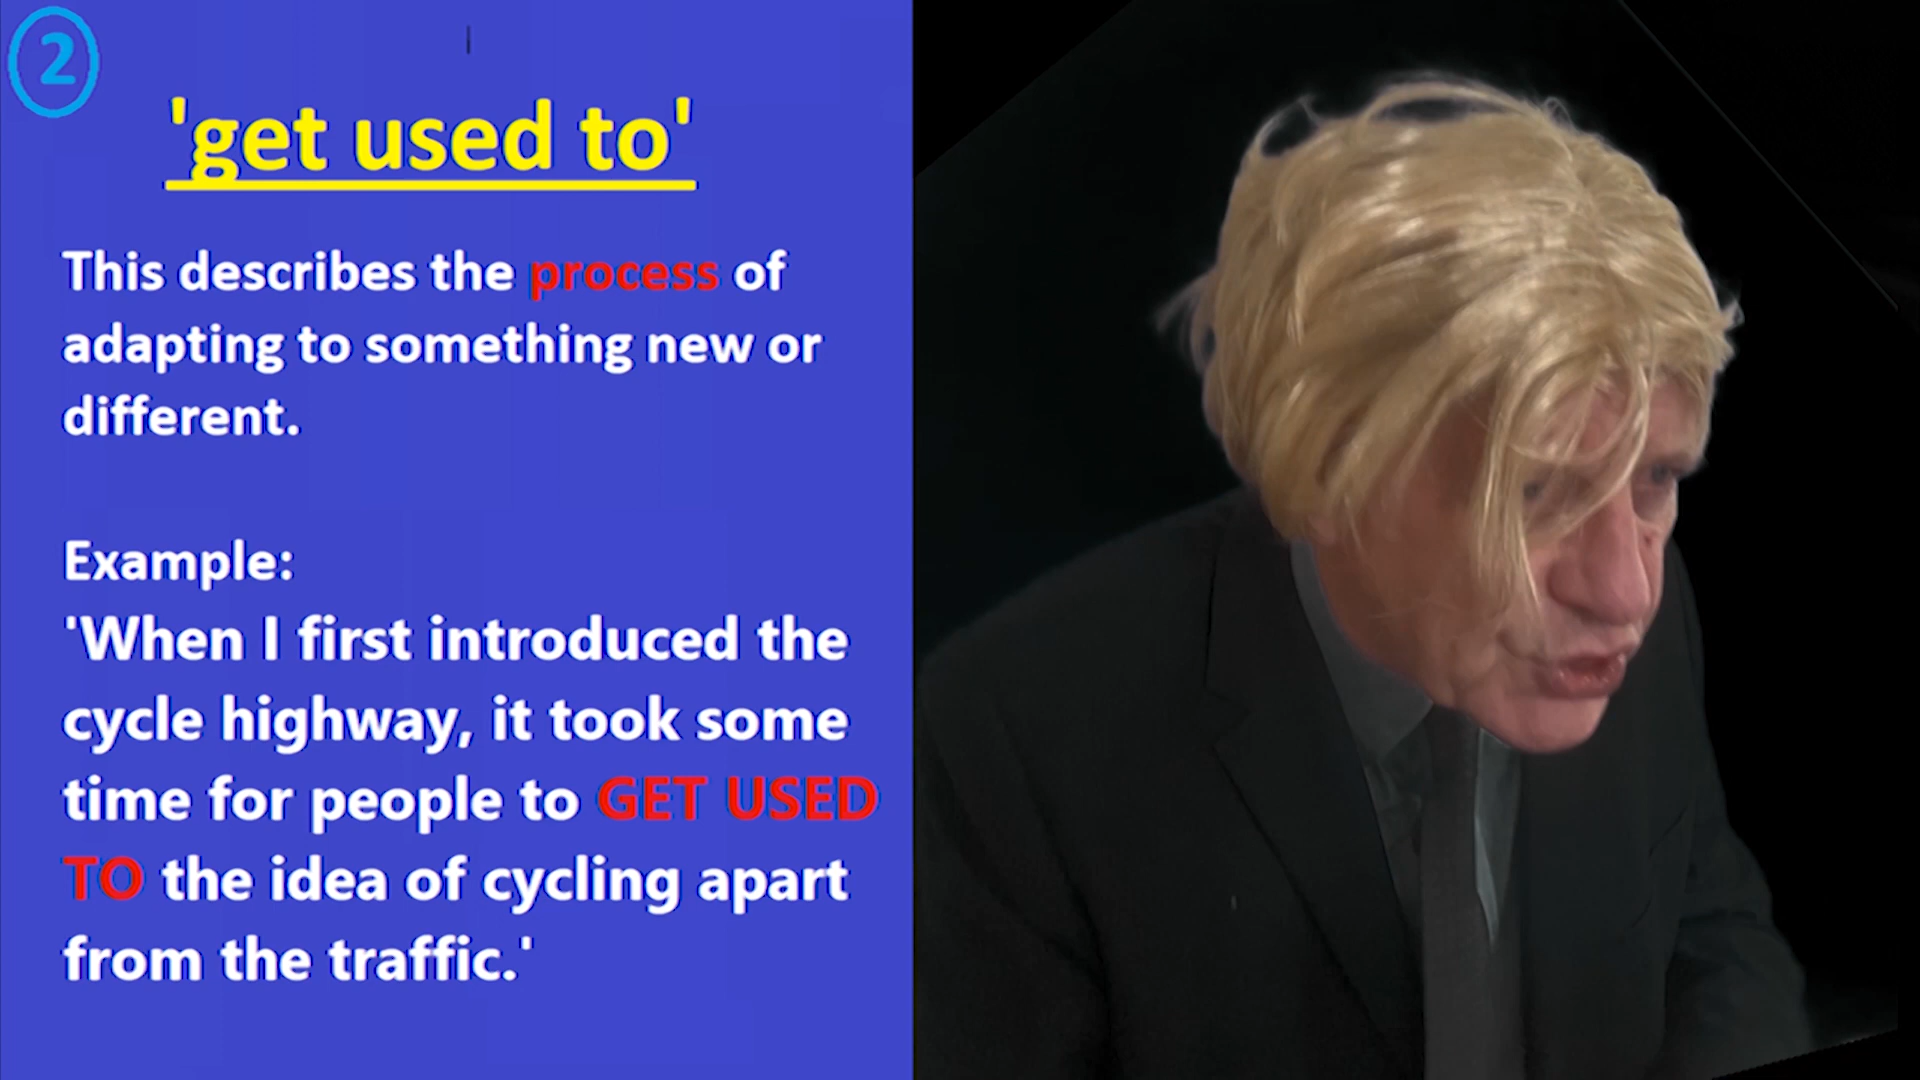 2
'get used to'
This describes the process of
adapting to something new or
different.
Example:
'When I first introduced the
cycle highway, it took some
time for people to GET USED
TO the idea of cycling apart
from the traffic.'